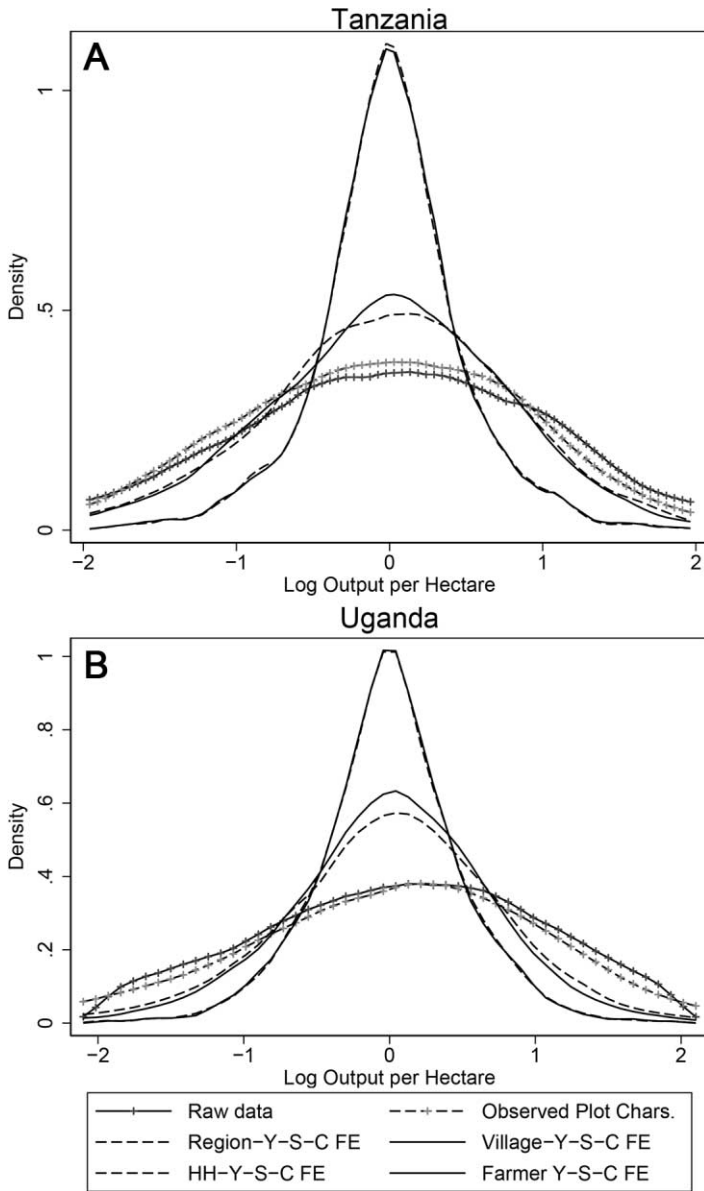 Tanzania
A
1
.5
0
Density
−2 −1 0 1 2
Log Output per Hectare
Uganda
B
1
.8
.6
.4
.2
0
Density
−2 −1 0 1 2
Log Output per Hectare
Raw data Observed Plot Chars.
Region−Y−S−C FE Village−Y−S−C FE
HH−Y−S−C FE Farmer Y−S−C FE